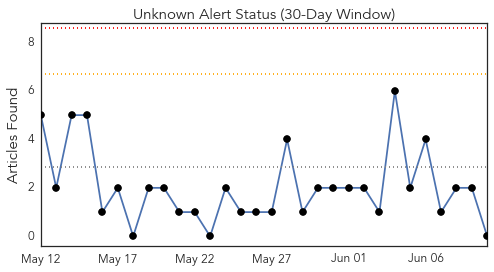 Unknown Alert Status (30-Day Window)
Articles Found
8
6
4
2
0
May 12 May 17 May 22 May 27 Jun 01 Jun 06